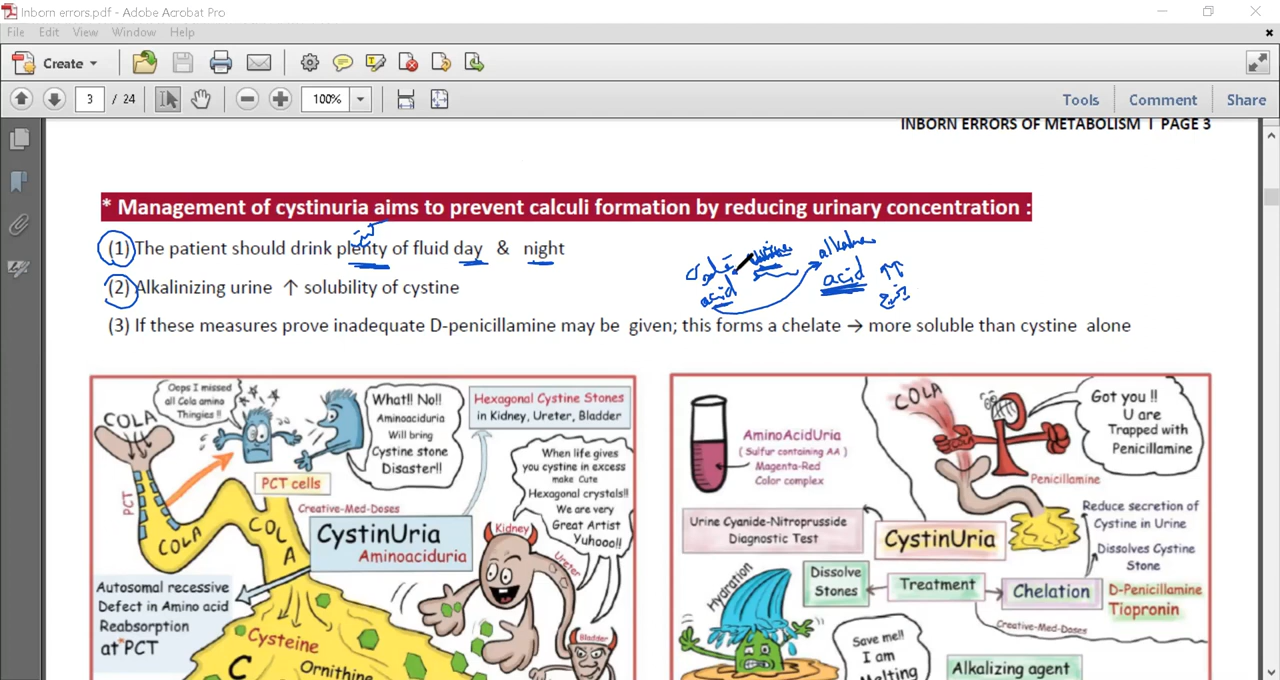 Inborn errors.pdf - Adobe Acrobat Pro
File Edit View Window Help
Create
3 / 24 100% Tools Comment Share
INBORN ERRORS OF METABOLISM I PAGE 3
* Management of cystinuria aims to prevent calculi formation by reducing urinary concentration :
(1) The patient should drink plenty of fluid day & night
urine alkaline
acid acid ↑↑
(2) Alkalinizing urine ↑ solubility of cystine
(3) If these measures prove inadequate D-penicillamine may be given; this forms a chelate → more soluble than cystine alone
Oops I missed
all Cola amino
Thingies !!
COLA
What!! No!!
Aminoaciduria
Will bring
Cystine stone
Disaster!!
Hexagonal Cystine Stones
in Kidney, Ureter, Bladder
When life gives
you cystine in excess
make Cute
Hexagonal crystals!!
We are very
Great Artist
Yuhooo!!
PCT
PCT cells
Creative-Med-Doses
COLA
COL
A
CystinUria
Aminoaciduria
Kidney
Ureter
Bladder
Autosomal recessive
Defect in Amino acid
Reabsorption
at PCT
Cysteine
C Ornithine
COLA
Got you !!
U are
Trapped with
Penicillamine
AminoAcidUria
( Sulfur containing AA )
Magenta-Red
Color complex
Penicillamine
Urine Cyanide-Nitroprusside
Diagnostic Test
CystinUria
Reduce secretion of
Cystine in Urine
Dissolves Cystine
Stone
Hydration
Dissolve
Stones
Treatment
Chelation
D-Penicillamine
Tiopronin
Creative-Med-Doses
Save me!!
I am
Melting
Alkalizing agent